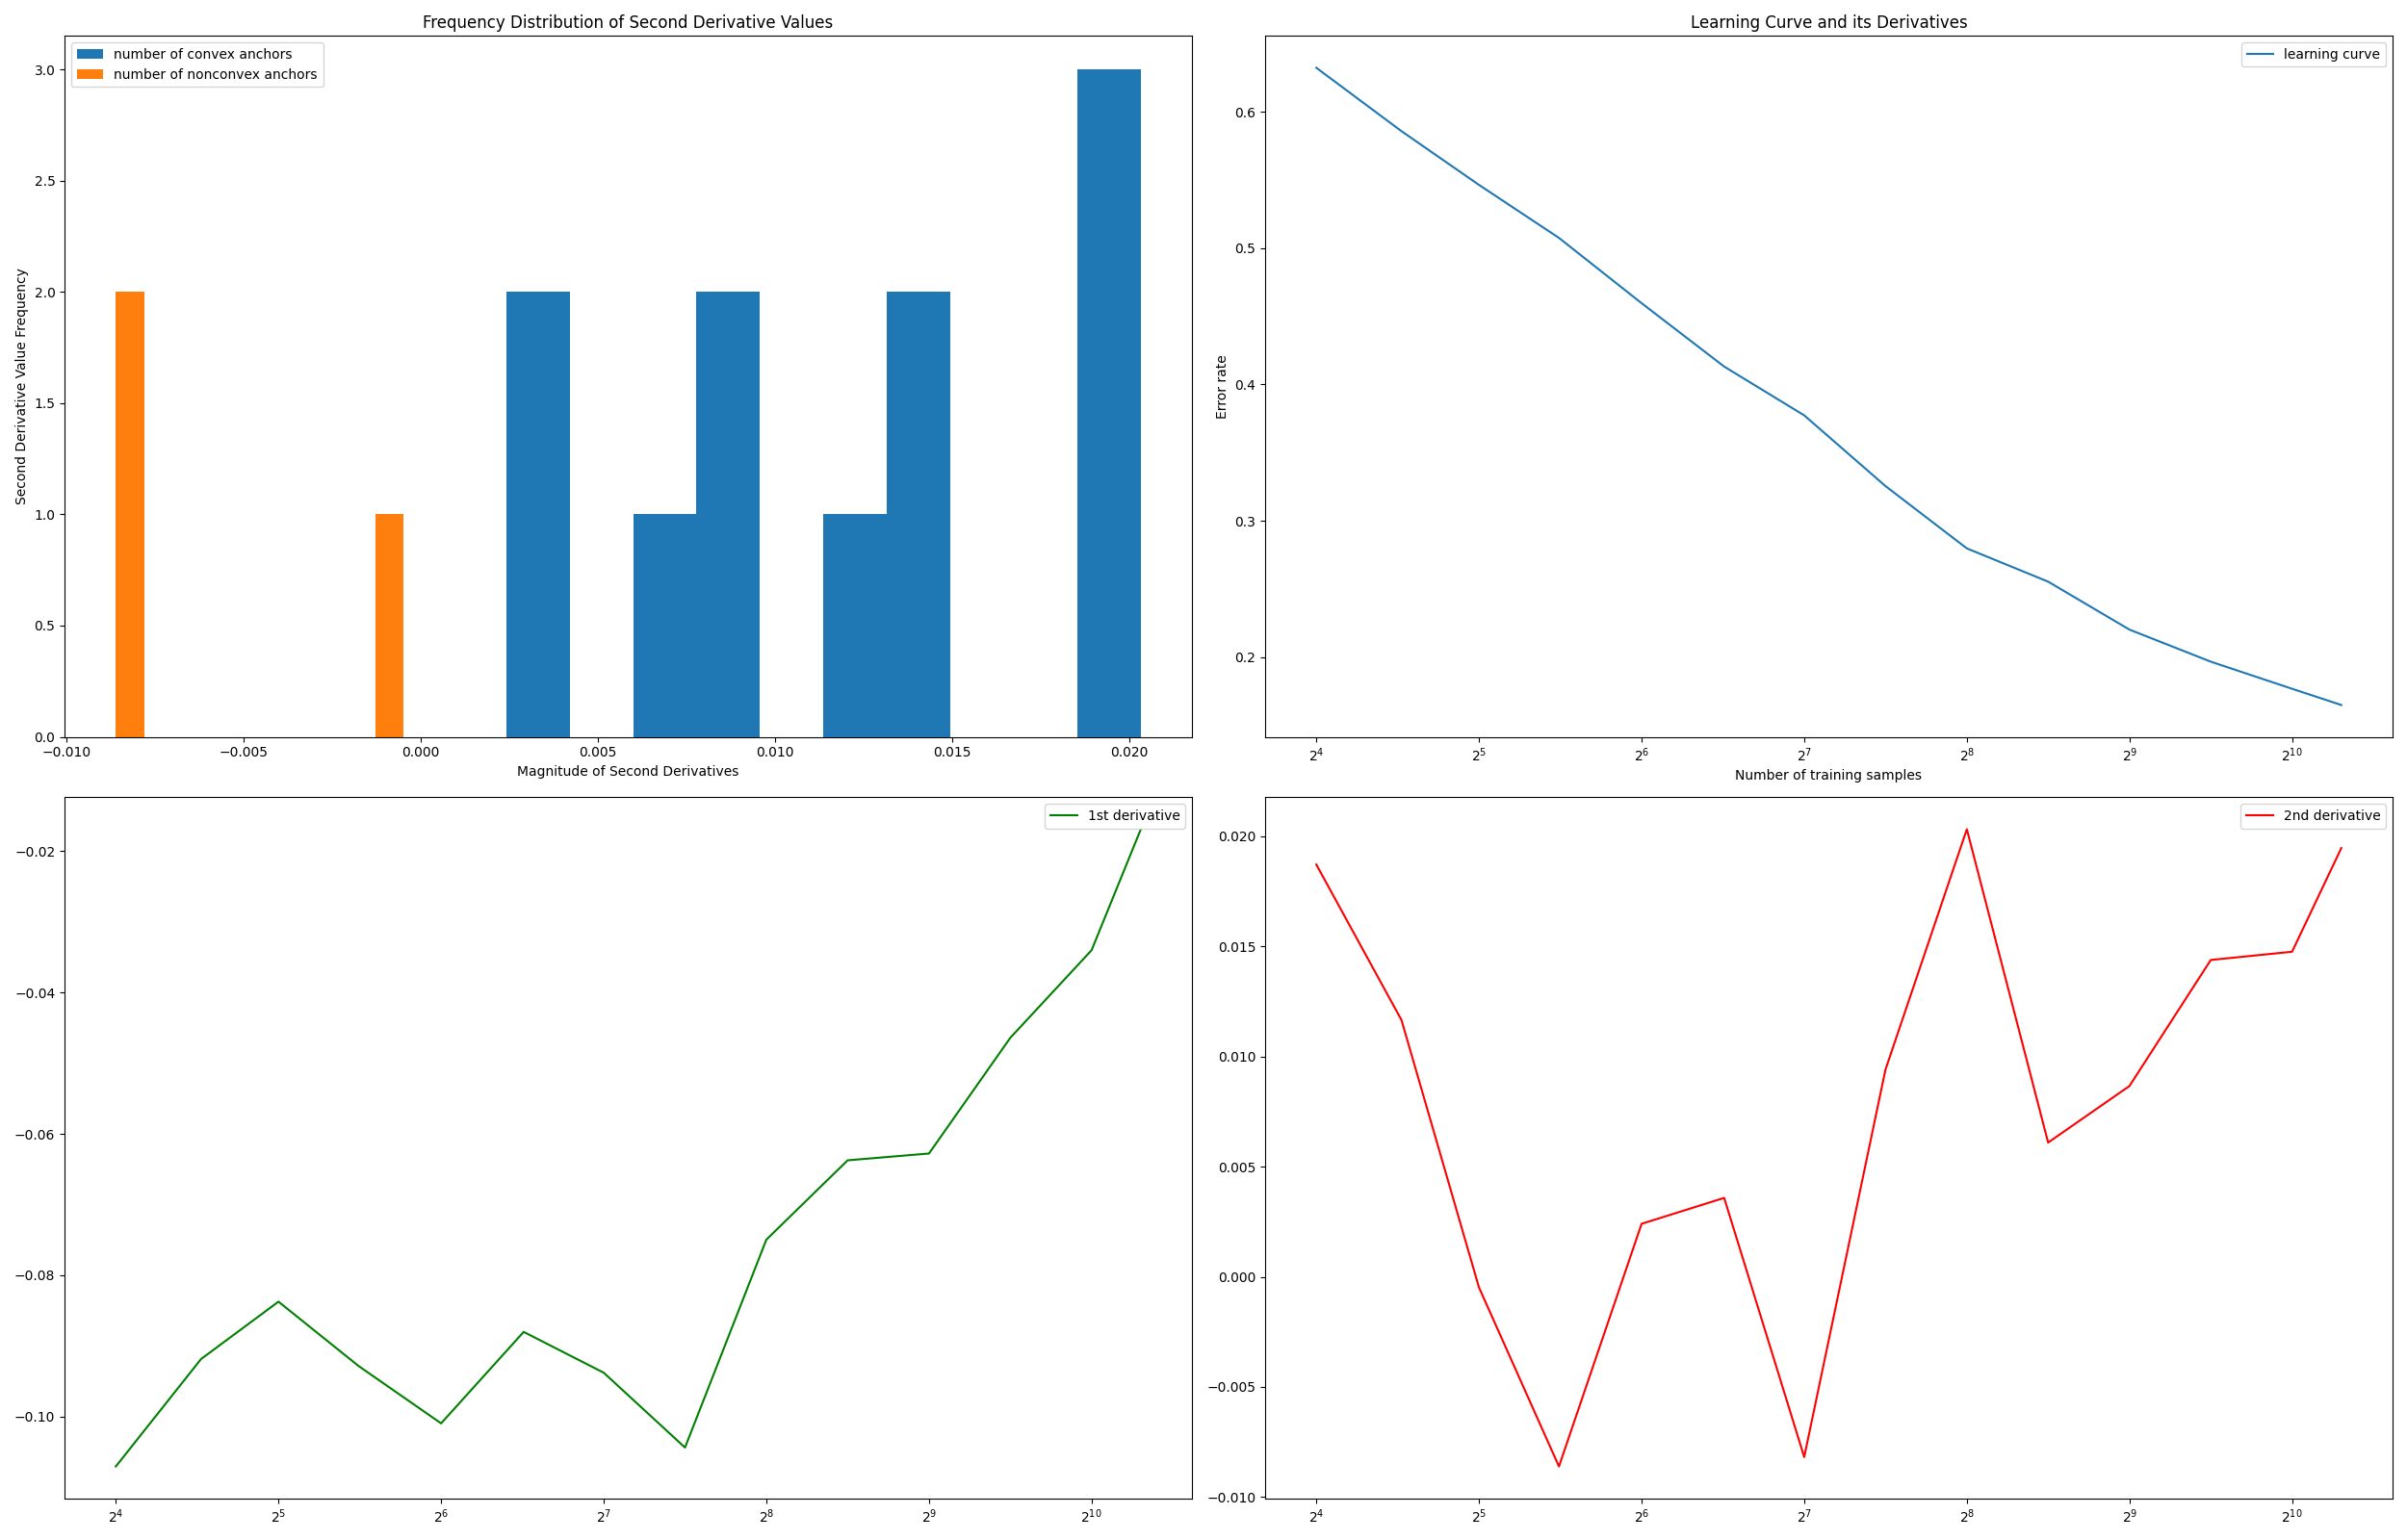 Frequency Distribution of Second Derivative Values
number of convex anchors
number of nonconvex anchors
3.0
2.5
2.0
1.5
1.0
0.5
0.0
Second Derivative Value Frequency
−0.010 −0.005 0.000 0.005 0.010 0.015 0.020
Magnitude of Second Derivatives
Learning Curve and its Derivatives
learning curve
0.6
0.5
0.4
0.3
0.2
Error rate
2⁴ 2⁵ 2⁶ 2⁷ 2⁸ 2⁹ 2¹⁰
Number of training samples
1st derivative
−0.02
−0.04
−0.06
−0.08
−0.10
2⁴ 2⁵ 2⁶ 2⁷ 2⁸ 2⁹ 2¹⁰
2nd derivative
0.020
0.015
0.010
0.005
0.000
−0.005
−0.010
2⁴ 2⁵ 2⁶ 2⁷ 2⁸ 2⁹ 2¹⁰